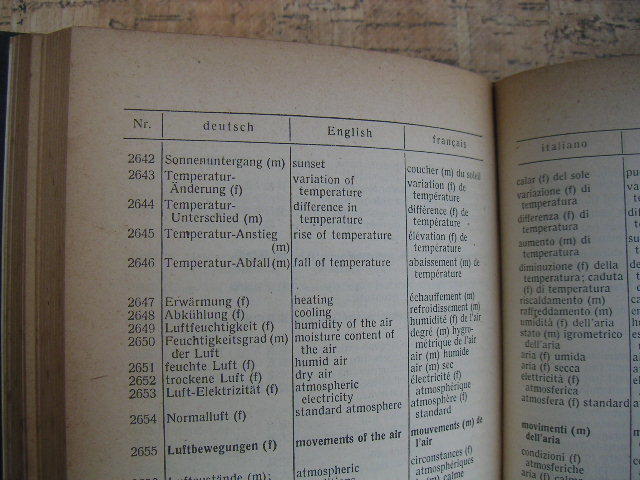 Nr. deutsch English français italiano
2642 Sonnenuntergang (m) sunset coucher (m) du soleil calar (f) del sole
2643 Temperatur- variation of variation (f) de variazione (f) di
Änderung (f) temperature température temperatura
2644 Temperatur- difference in différence (f) de differenza (f) di
Unterschied (m) temperature température temperatura
2645 Temperatur-Anstieg rise of temperature élévation (f) de aumento (m) di
(m) température temperatura
2646 Temperatur-Abfall (m) fall of temperature abaissement (m) de diminuzione (f) della
température temperatura; caduta
(f) di temperatura
2647 Erwärmung (f) heating échauffement (m) riscaldamento (m)
2648 Abkühlung (f) cooling refroidissement (m) raffreddamento (m)
2649 Luftfeuchtigkeit (f) humidity of the air humidité (f) de l'air umidità (f) dell'aria
2650 Feuchtigkeitsgrad (m) moisture content of degré (m) hygro- stato (m) igrometrico
der Luft the air métrique de l'air dell'aria
2651 feuchte Luft (f) humid air air (m) humide aria (f) umida
2652 trockene Luft (f) dry air air (m) sec aria (f) secca
2653 Luft-Elektrizität (f) atmospheric électricité (f) elettricità (f)
electricity atmosphérique atmosferica
2654 Normalluft (f) standard atmosphere atmosphère (f) atmosfera (f) standard
standard
2655 Luftbewegungen (f) movements of the air mouvements (m) de movimenti (m)
l'air dell'aria
Luftzustände (m); atmospheric circonstances (f) condizioni (f)
atmosphériques atmosferiche
air (m) calme aria (f) calma